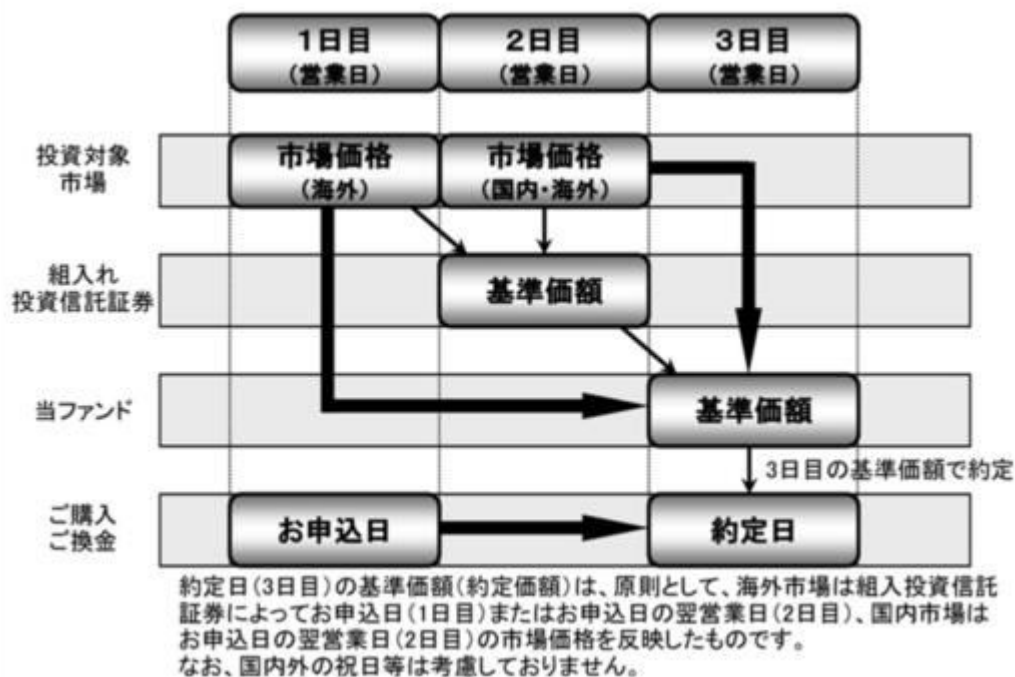 1日目
(営業日)
2日目
(営業日)
3日目
(営業日)
投資対象
市場
市場価格
(海外)
市場価格
(国内・海外)
組入れ
投資信託証券
基準価額
当ファンド
基準価額
3日目の基準価額で約定
ご購入
ご換金
お申込日
約定日
約定日(3日目)の基準価額(約定価額)は、原則として、海外市場は組入投資信託
証券によってお申込日(1日目)またはお申込日の翌営業日(2日目)、国内市場は
お申込日の翌営業日(2日目)の市場価格を反映したものです。
なお、国内外の祝日等は考慮しておりません。